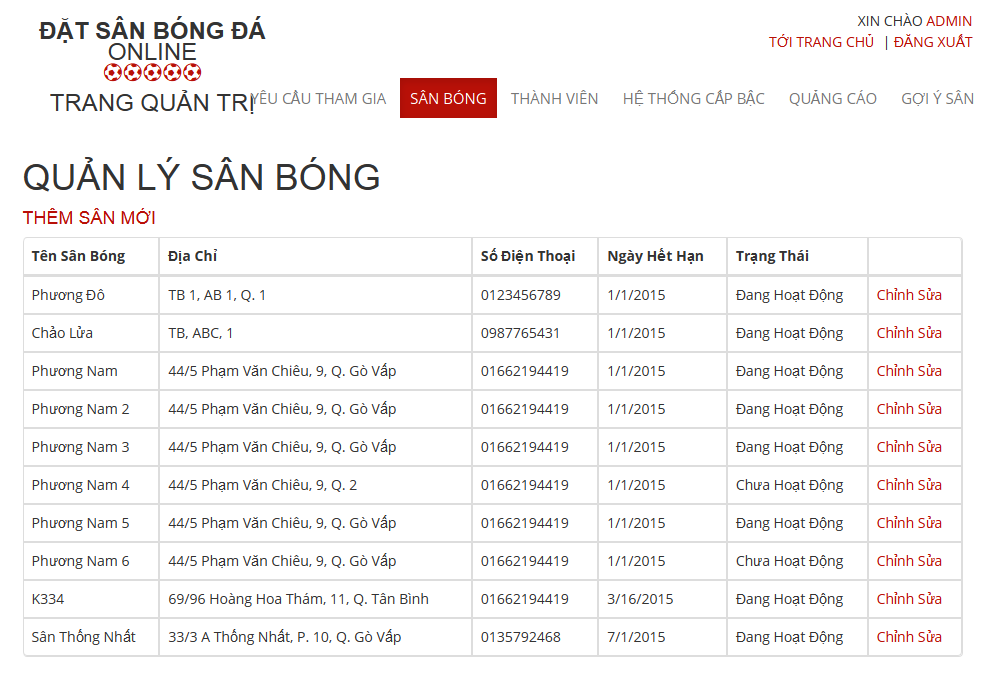 ĐẶT SÂN BÓNG ĐÁ
ONLINE
TRANG QUẢN TRỊ
XIN CHÀO ADMIN
TỚI TRANG CHỦ | ĐĂNG XUẤT
YÊU CẦU THAM GIA SÂN BÓNG THÀNH VIÊN HỆ THỐNG CẤP BẬC QUẢNG CÁO GỢI Ý SÂN
QUẢN LÝ SÂN BÓNG
THÊM SÂN MỚI
Tên Sân Bóng Địa Chỉ Số Điện Thoại Ngày Hết Hạn Trạng Thái
Phương Đô TB 1, AB 1, Q. 1 0123456789 1/1/2015 Đang Hoạt Động Chỉnh Sửa
Chảo Lửa TB, ABC, 1 0987765431 1/1/2015 Đang Hoạt Động Chỉnh Sửa
Phương Nam 44/5 Phạm Văn Chiêu, 9, Q. Gò Vấp 01662194419 1/1/2015 Đang Hoạt Động Chỉnh Sửa
Phương Nam 2 44/5 Phạm Văn Chiêu, 9, Q. Gò Vấp 01662194419 1/1/2015 Đang Hoạt Động Chỉnh Sửa
Phương Nam 3 44/5 Phạm Văn Chiêu, 9, Q. Gò Vấp 01662194419 1/1/2015 Đang Hoạt Động Chỉnh Sửa
Phương Nam 4 44/5 Phạm Văn Chiêu, 9, Q. 2 01662194419 1/1/2015 Chưa Hoạt Động Chỉnh Sửa
Phương Nam 5 44/5 Phạm Văn Chiêu, 9, Q. Gò Vấp 01662194419 1/1/2015 Đang Hoạt Động Chỉnh Sửa
Phương Nam 6 44/5 Phạm Văn Chiêu, 9, Q. Gò Vấp 01662194419 1/1/2015 Chưa Hoạt Động Chỉnh Sửa
K334 69/96 Hoàng Hoa Thám, 11, Q. Tân Bình 01662194419 3/16/2015 Đang Hoạt Động Chỉnh Sửa
Sân Thống Nhất 33/3 A Thống Nhất, P. 10, Q. Gò Vấp 0135792468 7/1/2015 Đang Hoạt Động Chỉnh Sửa